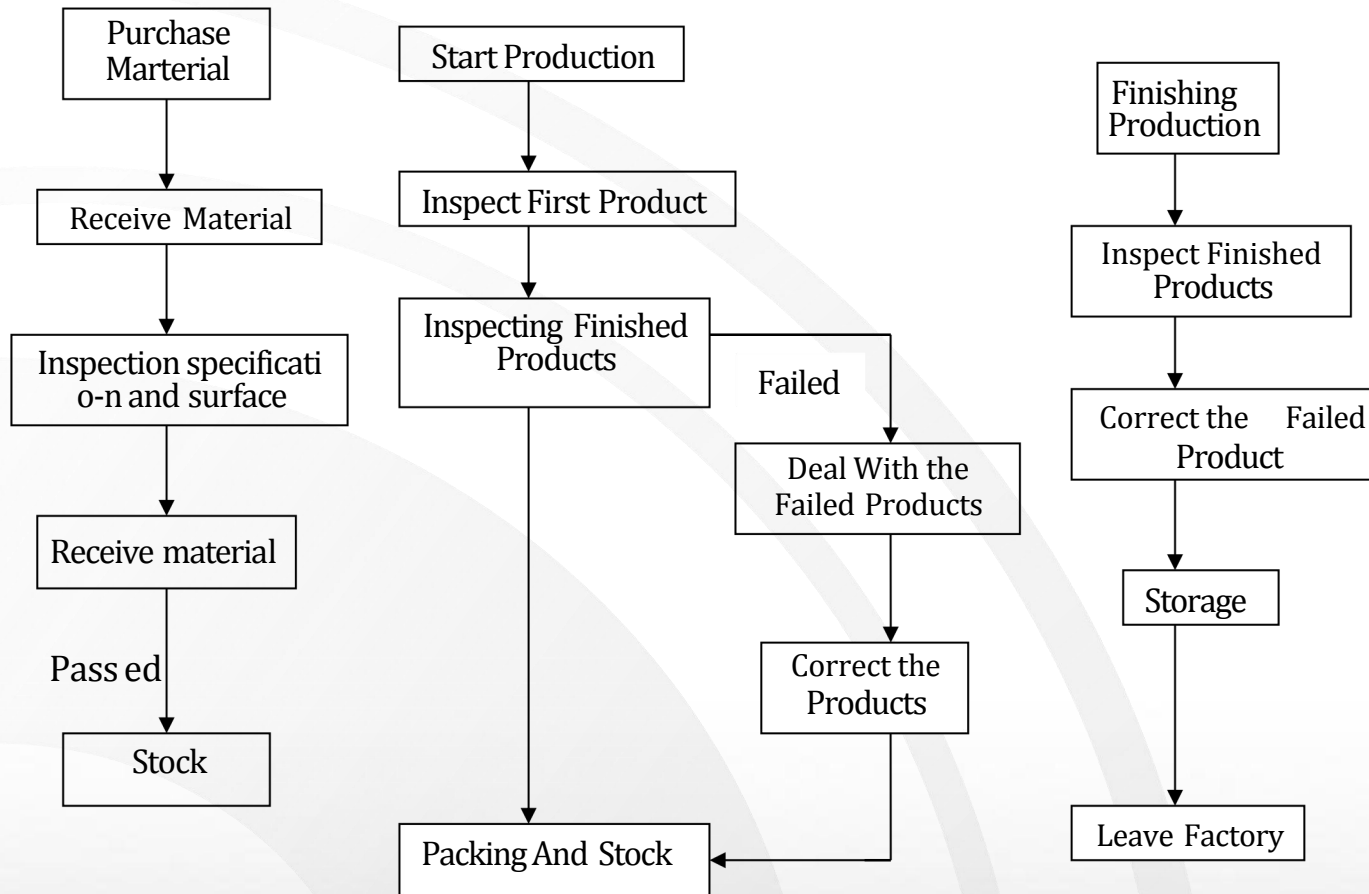 Purchase
Marterial
Receive Material
Inspection specificati
o-n and surface
Receive material
Pass ed
Stock
Start Production
Inspect First Product
Inspecting Finished
Products
Failed
Deal With the
Failed Products
Correct the
Products
Packing And Stock
Finishing
Production
Inspect Finished
Products
Correct the Failed
Product
Storage
Leave Factory